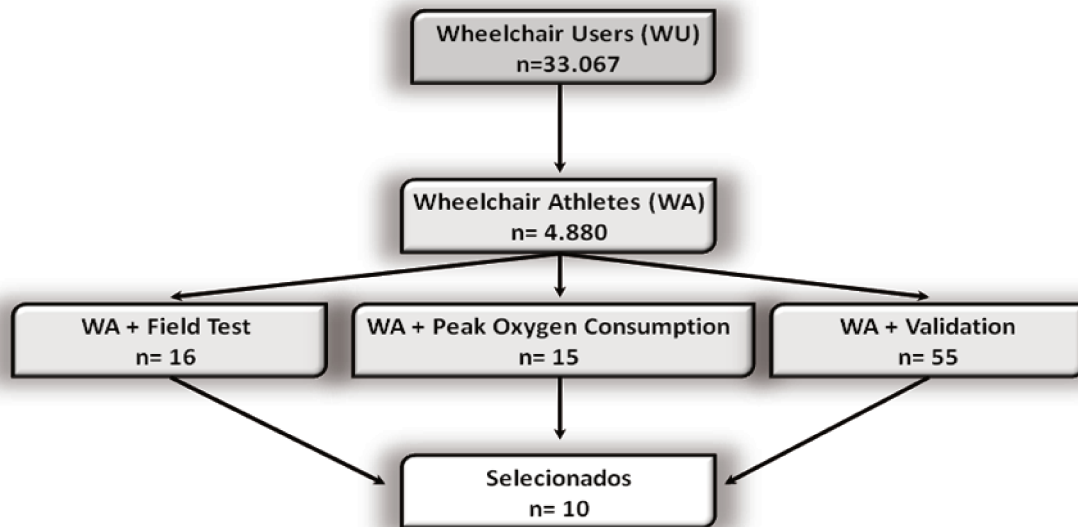 Wheelchair Users (WU)
n=33.067
Wheelchair Athletes (WA)
n= 4.880
WA + Field Test
n= 16
WA + Peak Oxygen Consumption
n= 15
WA + Validation
n= 55
Selecionados
n= 10